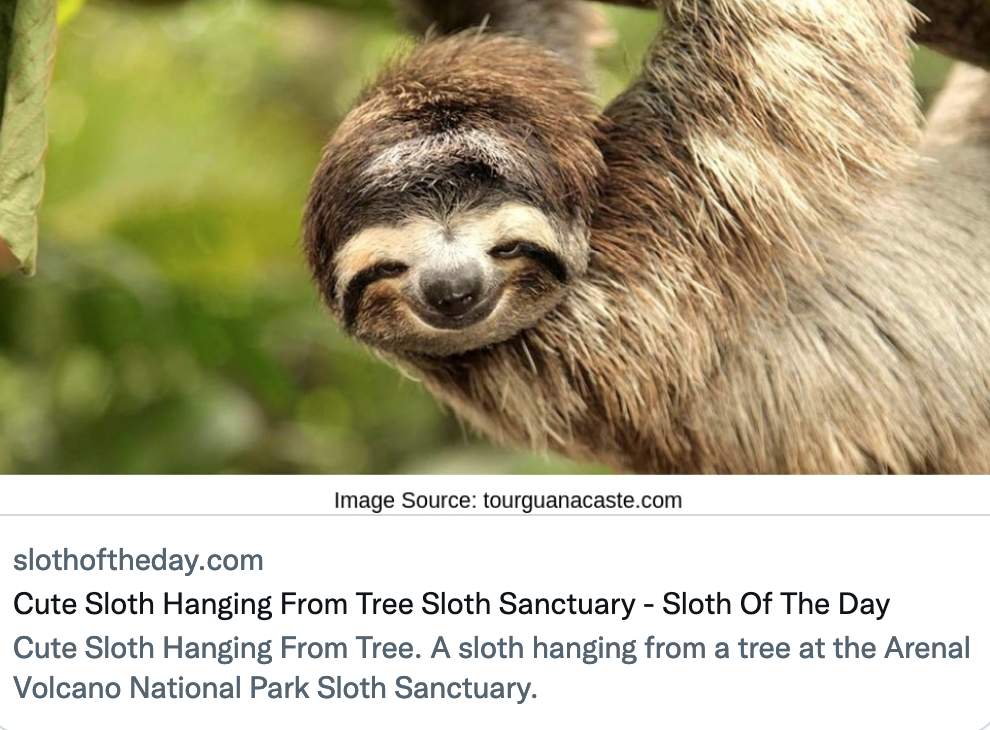 Image Source: tourguanacaste.com
slothoftheday.com
Cute Sloth Hanging From Tree Sloth Sanctuary - Sloth Of The Day
Cute Sloth Hanging From Tree. A sloth hanging from a tree at the Arenal
Volcano National Park Sloth Sanctuary.